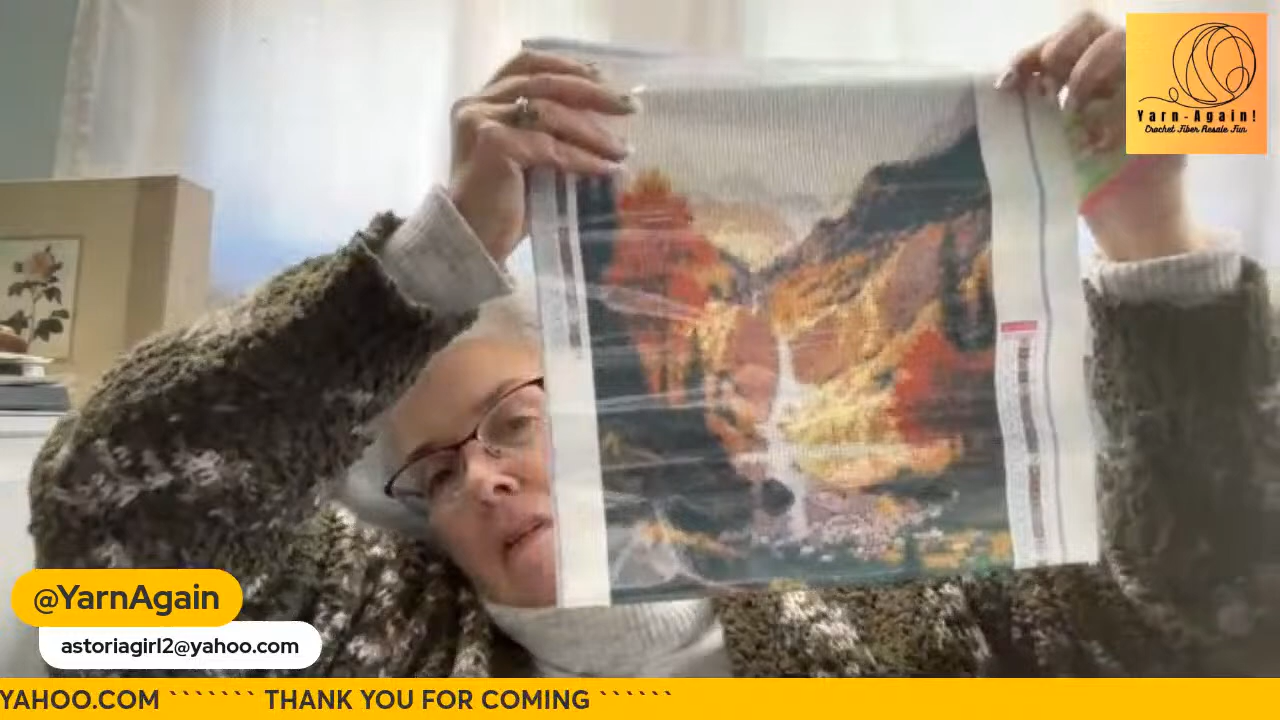 Yarn-Again!
Crochet Fiber Resale Fun
@YarnAgain
astoriagirl2@yahoo.com
YAHOO.COM ``````` THANK YOU FOR COMING ``````